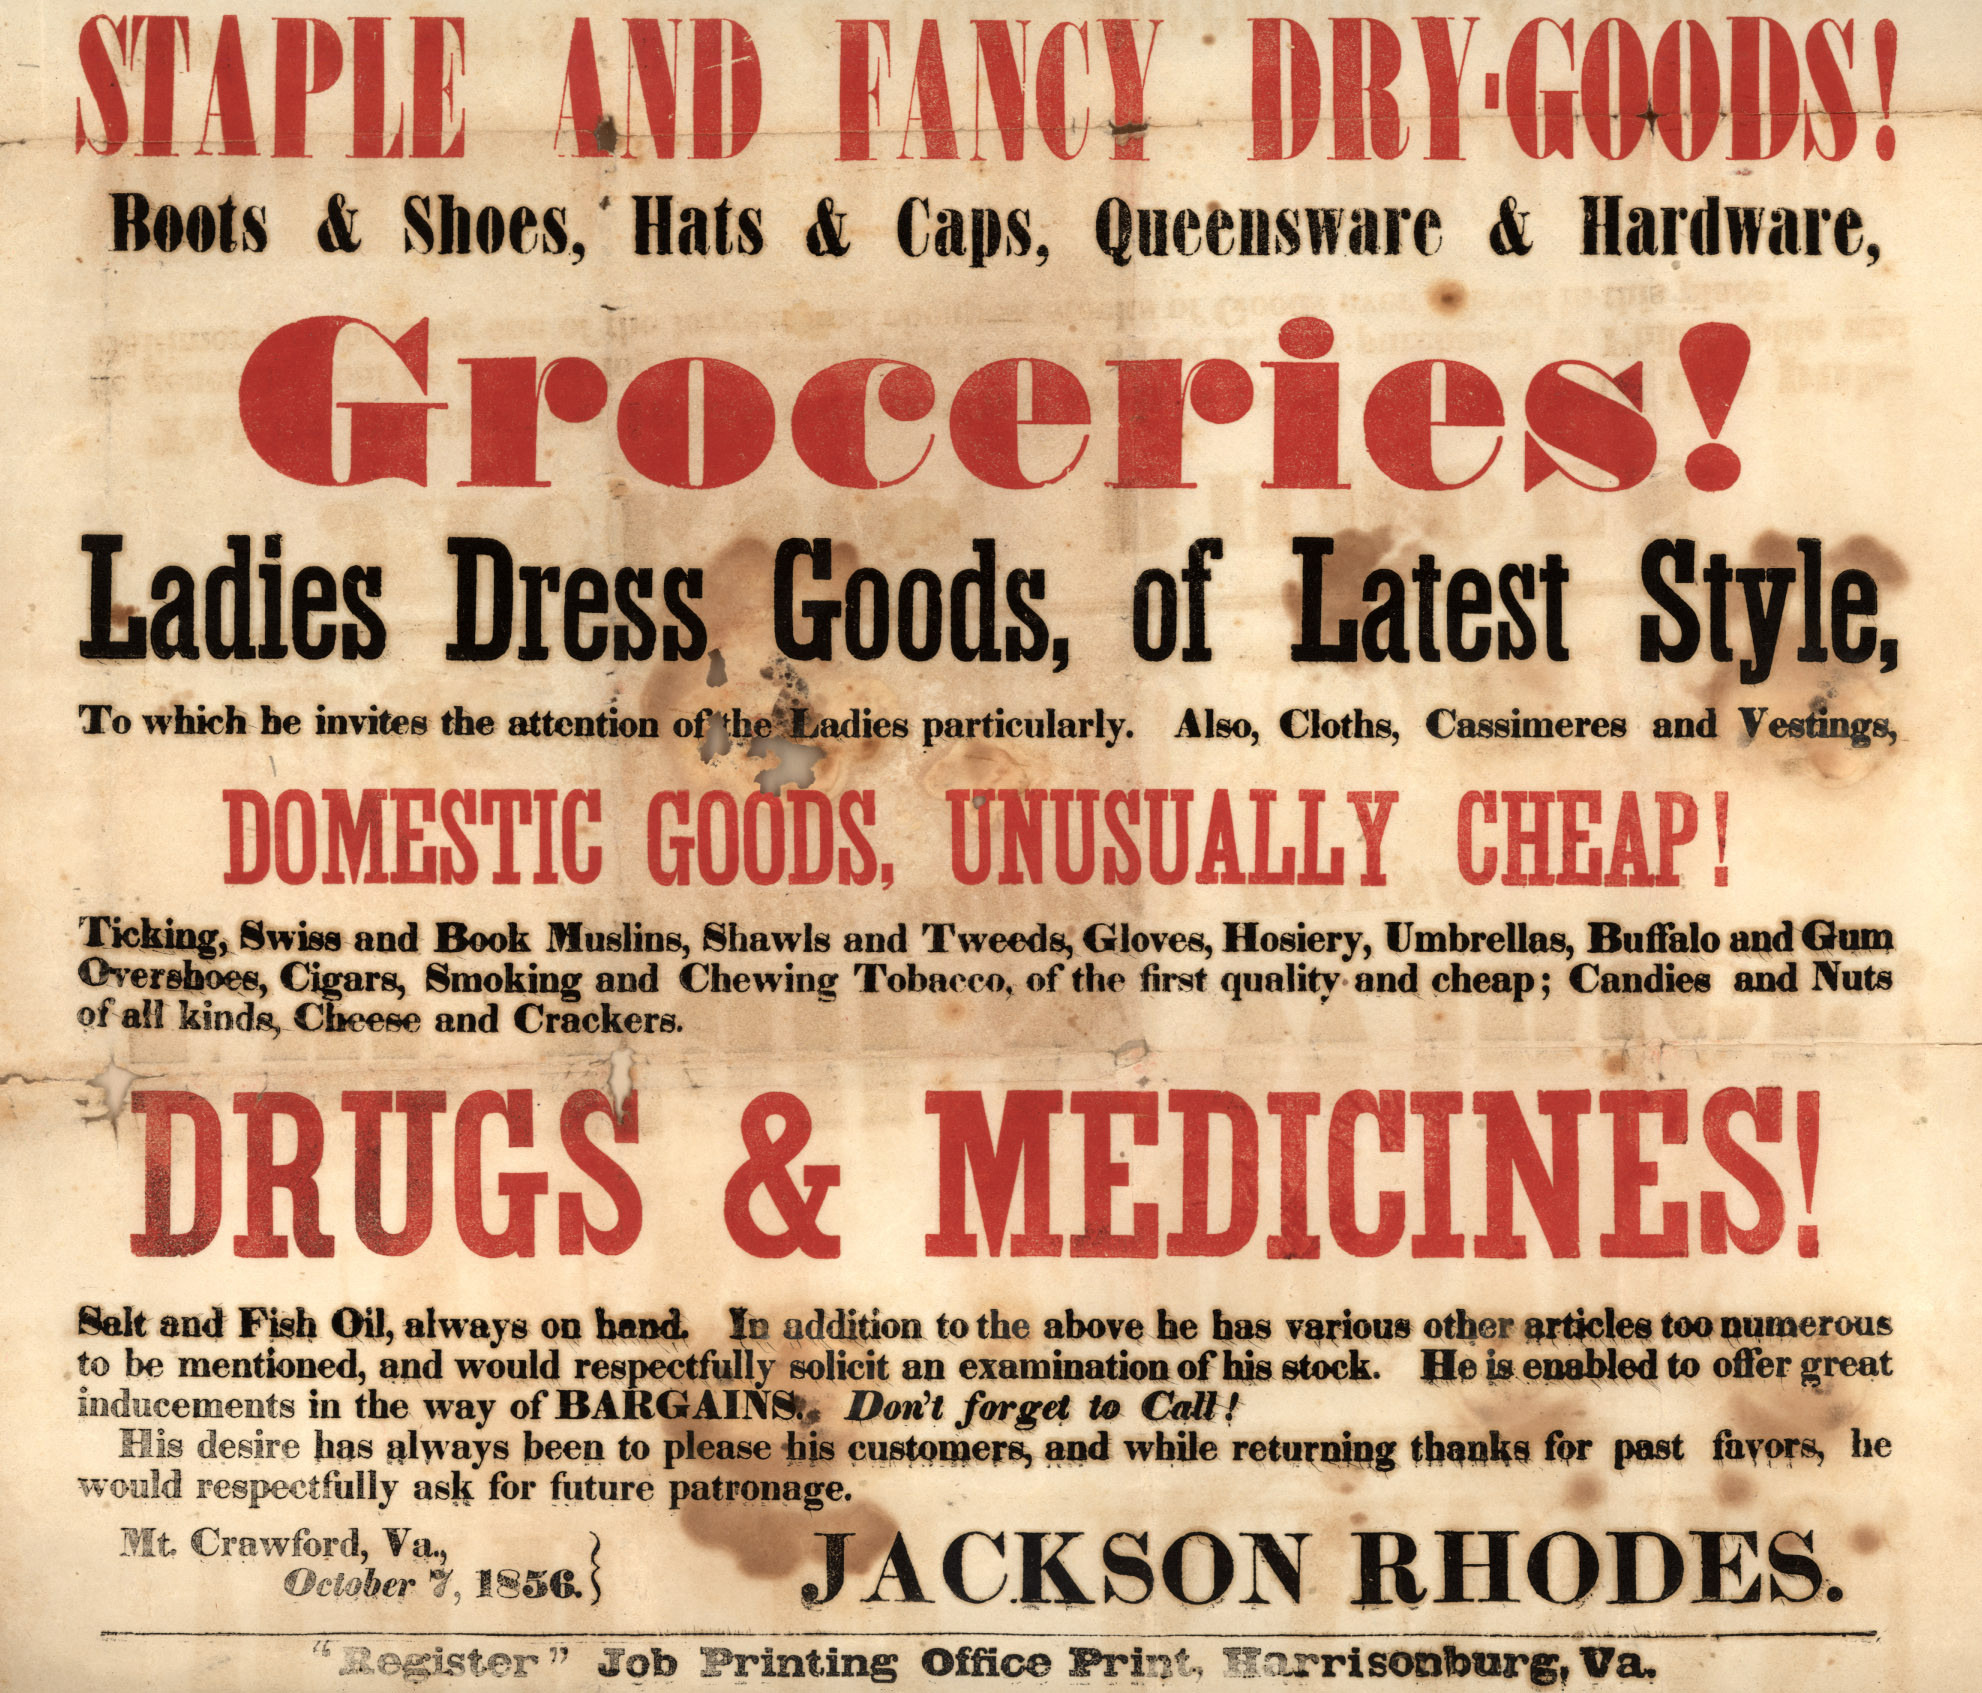 STAPLE AND FANCY DRY-GOODS!
Boots & Shoes, Hats & Caps, Queensware & Hardware,
Groceries!
Ladies Dress Goods, of Latest Style,
To which he invites the attention of the Ladies particularly. Also, Cloths, Cassimeres and Vestings,
DOMESTIC GOODS, UNUSUALLY CHEAP!
Ticking, Swiss and Book Muslins, Shawls and Tweeds, Gloves, Hosiery, Umbrellas, Buffalo and Gum
Overshoes, Cigars, Smoking and Chewing Tobacco, of the first quality and cheap; Candies and Nuts
of all kinds, Cheese and Crackers.
DRUGS & MEDICINES!
Salt and Fish Oil, always on hand. In addition to the above he has various other articles too numerous
to be mentioned, and would respectfully solicit an examination of his stock. He is enabled to offer great
inducements in the way of BARGAINS. Don't forget to Call!
His desire has always been to please his customers, and while returning thanks for past favors, he
would respectfully ask for future patronage.
Mt. Crawford, Va.,
October 7, 1856.}
JACKSON RHODES.
"Register" Job Printing Office Print, Harrisonburg, Va.